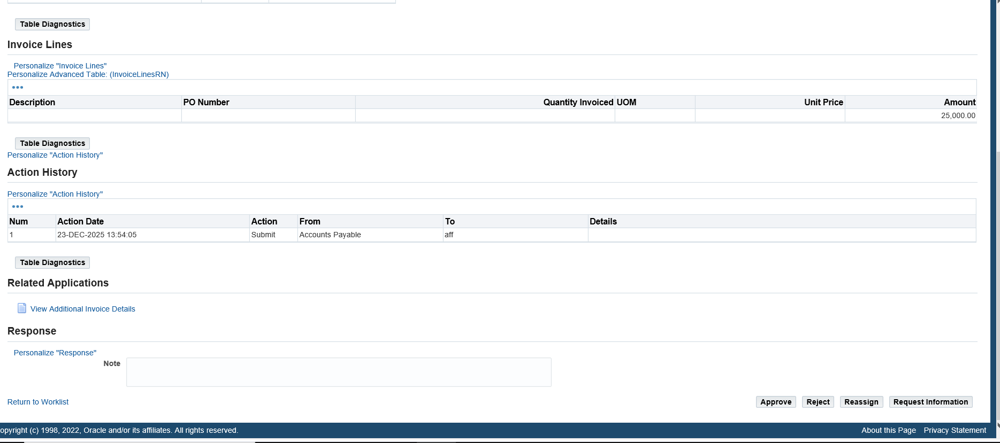 Table Diagnostics
Invoice Lines
Personalize "Invoice Lines"
Personalize Advanced Table: (InvoiceLinesRN)
Description PO Number Quantity Invoiced UOM Unit Price Amount
25,000.00
Table Diagnostics
Personalize "Action History"
Action History
Personalize "Action History"
Num Action Date Action From To Details
1 23-DEC-2025 13:54:05 Submit Accounts Payable aff
Table Diagnostics
Related Applications
View Additional Invoice Details
Response
Personalize "Response"
Note
Return to Worklist Approve Reject Reassign Request Information
opyright (c) 1998, 2022, Oracle and/or its affiliates. All rights reserved. About this Page Privacy Statement